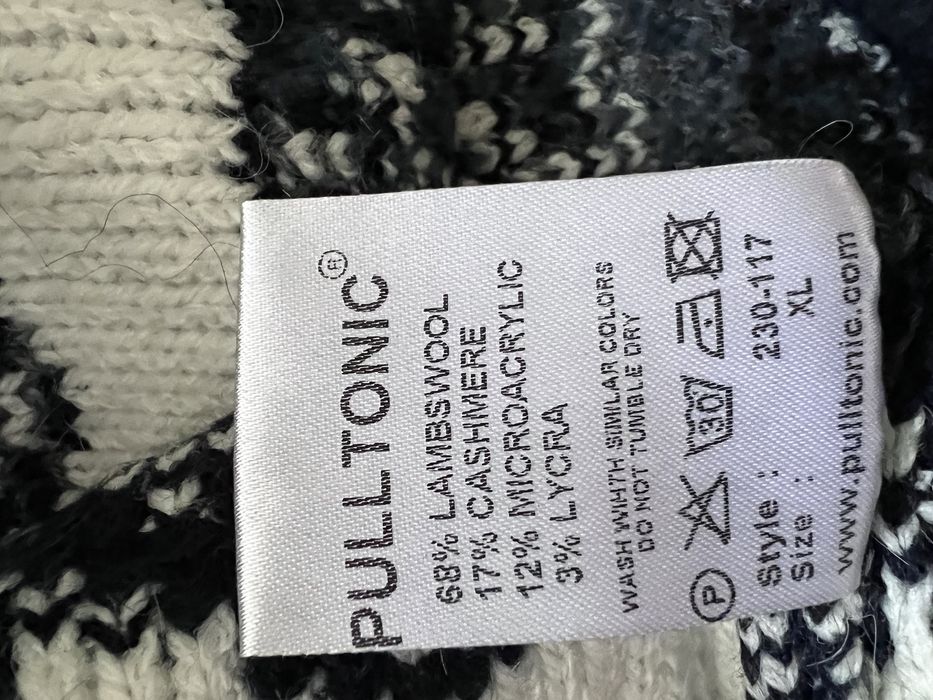 PULLTONIC®
68% LAMBSWOOL
17% CASHMERE
12% MICROACRYLIC
3% LYCRA
WASH WIHTH SIMILAR COLORS
DO NOT TUMBLE DRY
P 30
Style : 230-117
Size : XL
www.pulltonic.com